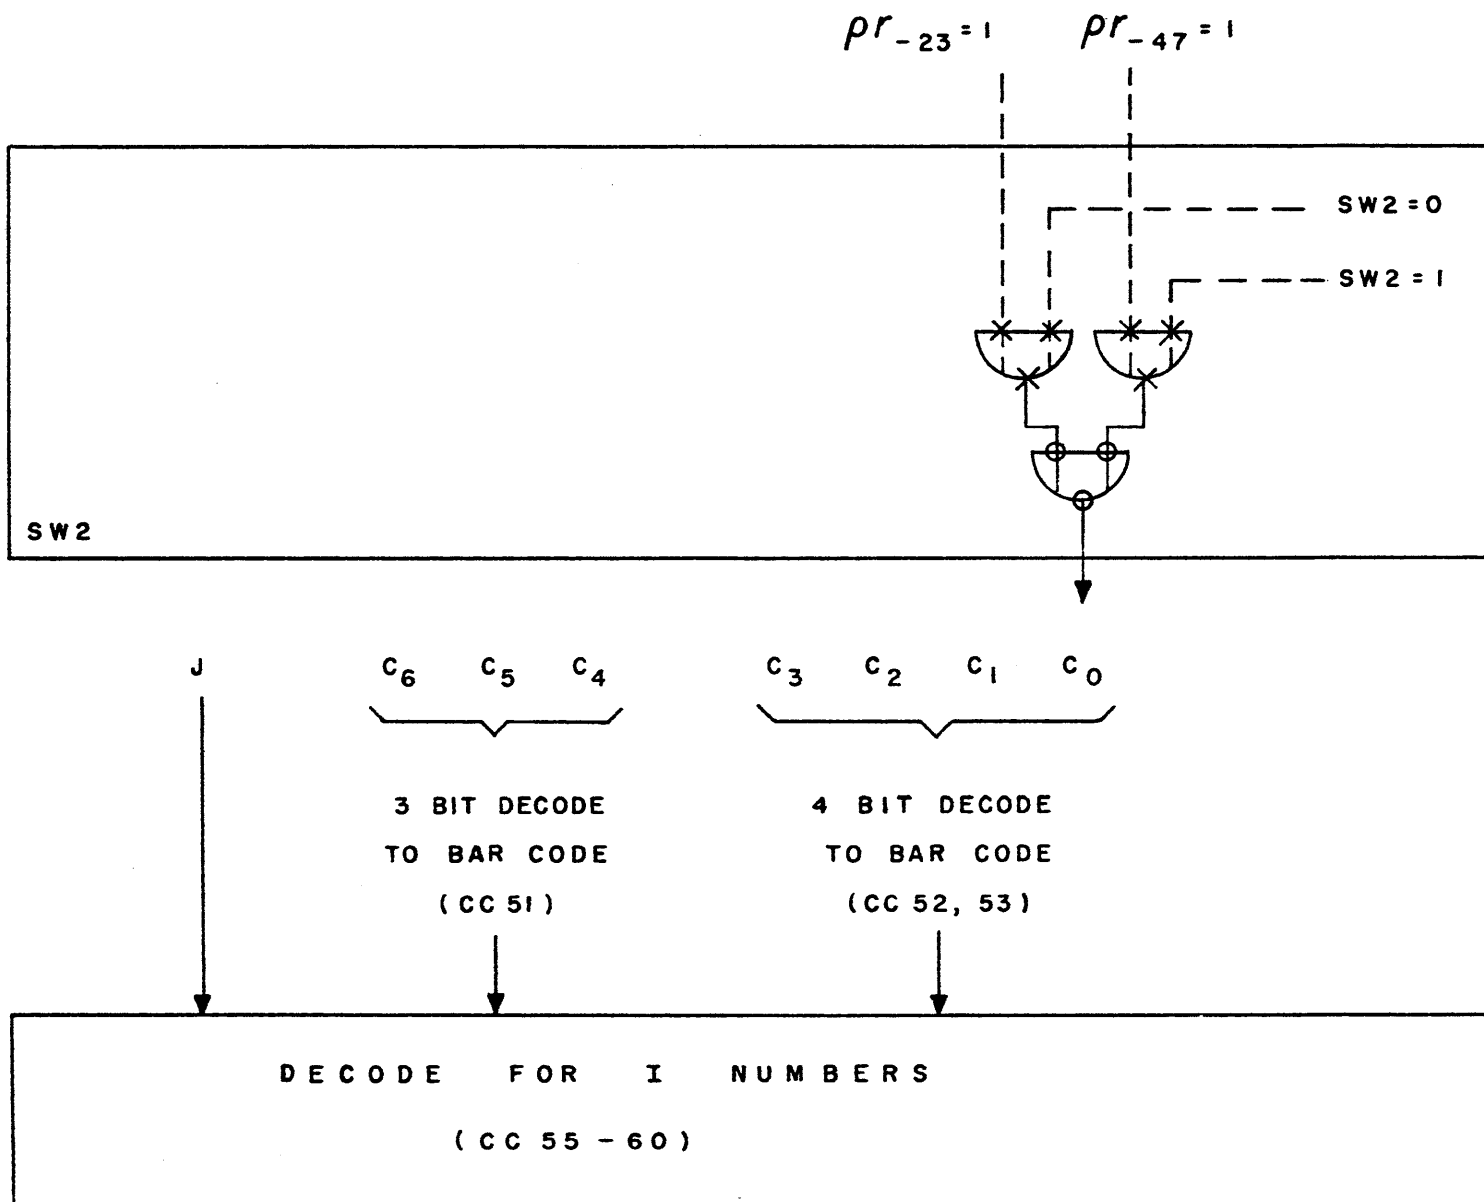 ρr₋₂₃ = 1 ρr₋₄₇ = 1
SW2 = 0
SW2 = 1
SW2
J C₆ C₅ C₄ C₃ C₂ C₁ C₀
3 BIT DECODE
TO BAR CODE
(CC 51)
4 BIT DECODE
TO BAR CODE
(CC 52, 53)
DECODE FOR I NUMBERS
(CC 55 - 60)